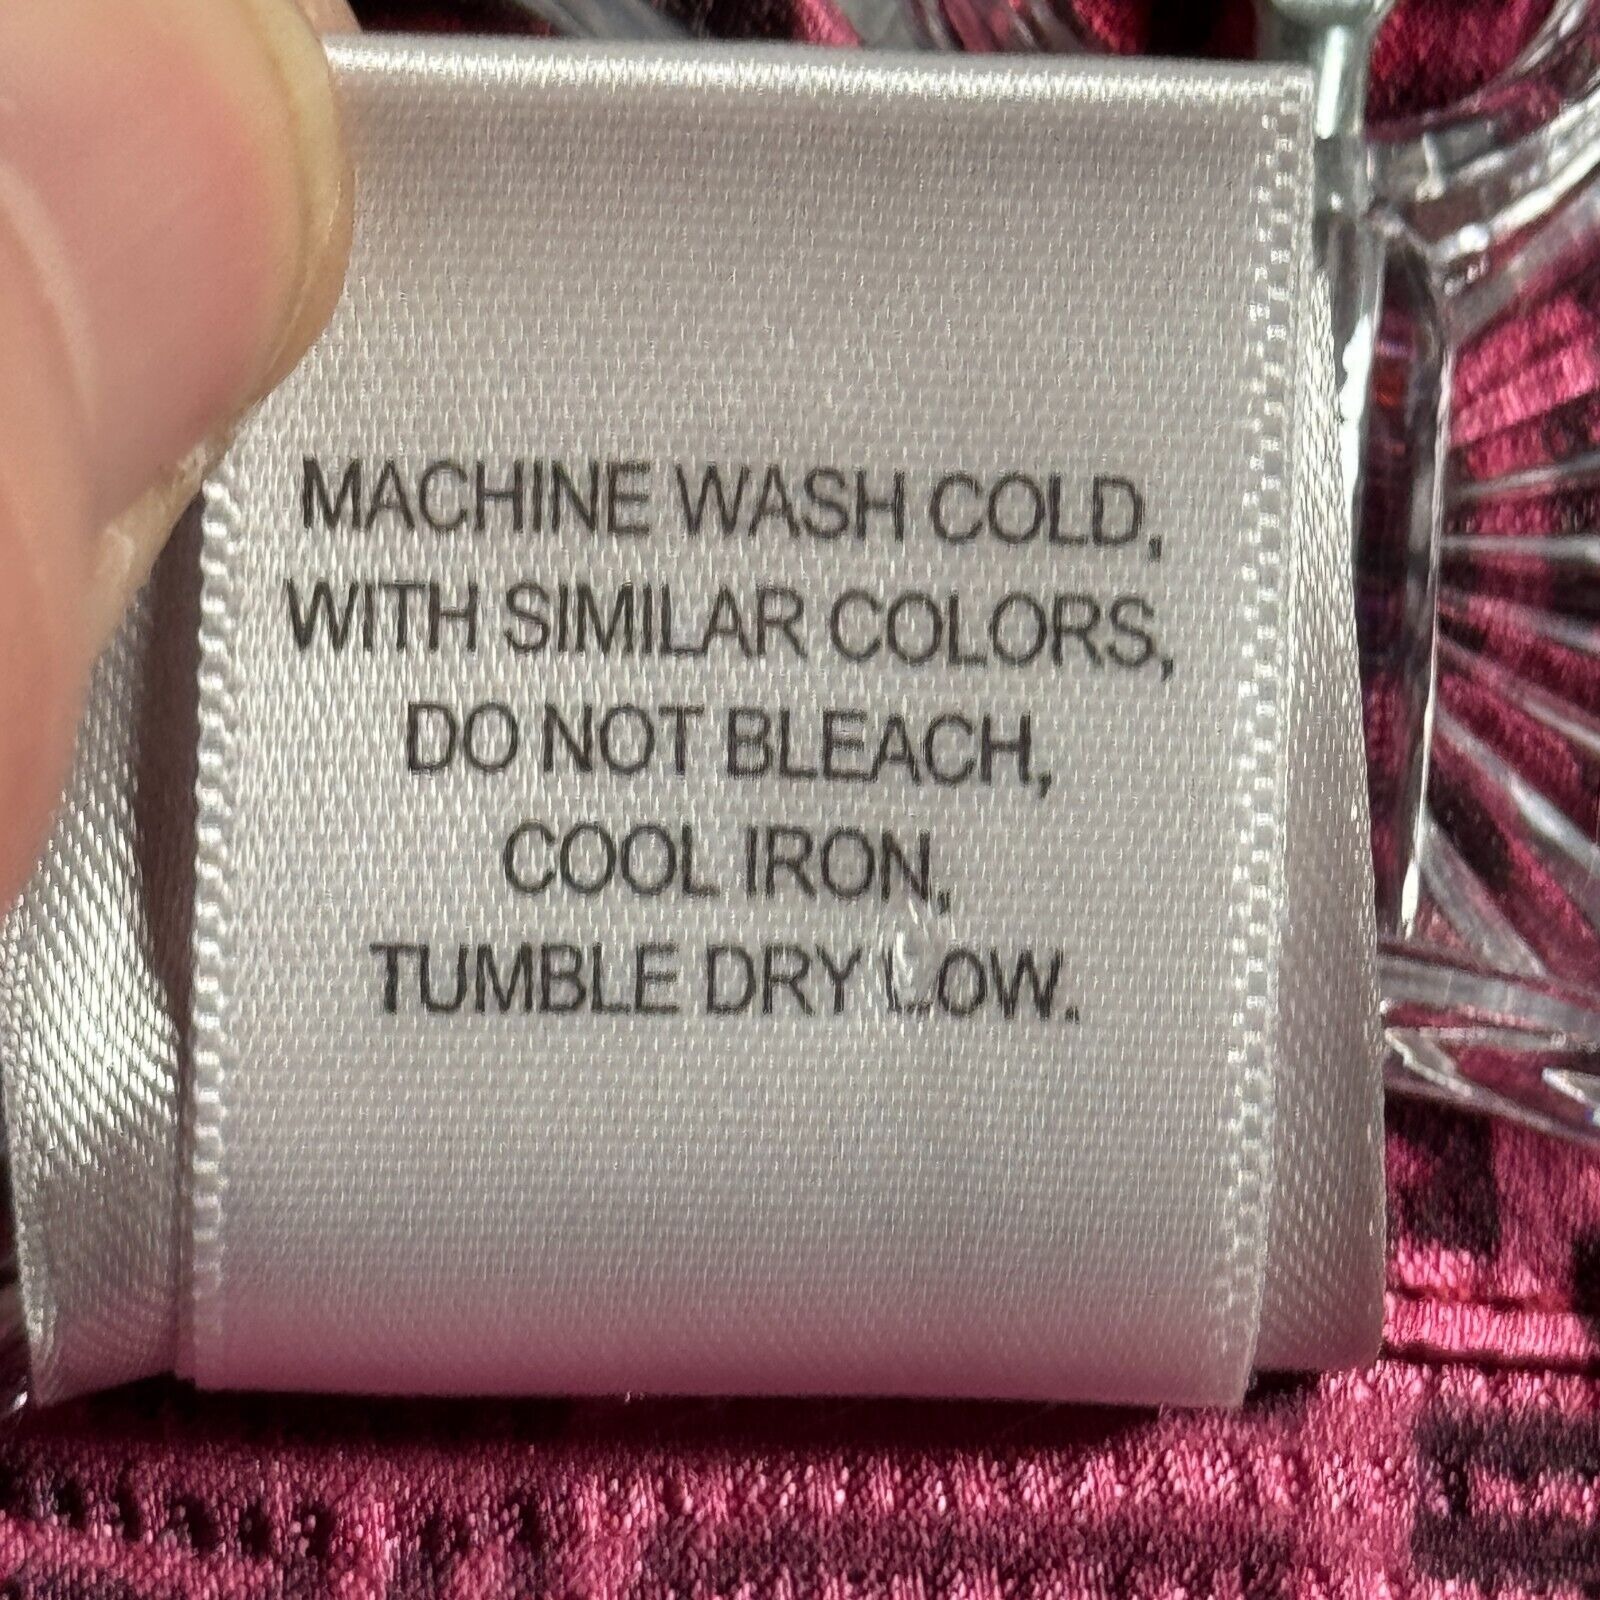 MACHINE WASH COLD,
WITH SIMILAR COLORS,
DO NOT BLEACH,
COOL IRON,
TUMBLE DRY LOW.